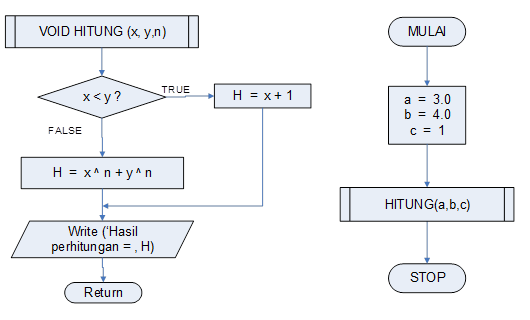 VOID HITUNG (x, y,n)
x < y ?
TRUE
H = x + 1
FALSE
H = x ^ n + y ^ n
Write (‘Hasil
perhitungan = , H)
Return
MULAI
a = 3.0
b = 4.0
c = 1
HITUNG(a,b,c)
STOP